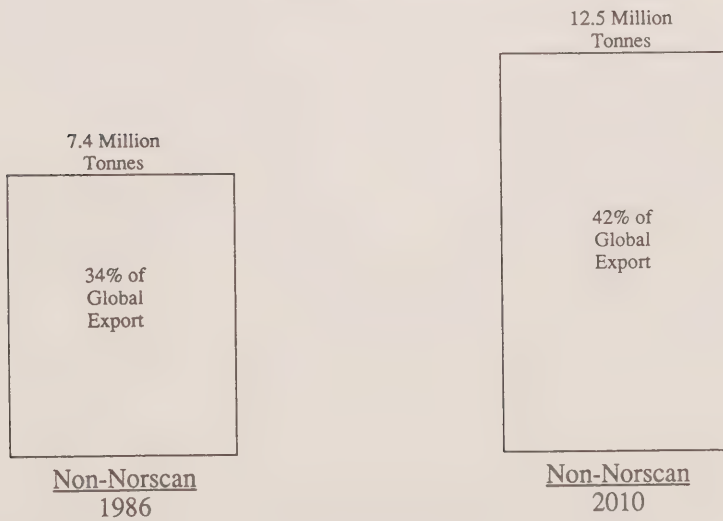 7.4 Million
Tonnes
34% of
Global
Export
Non-Norscan
1986
12.5 Million
Tonnes
42% of
Global
Export
Non-Norscan
2010